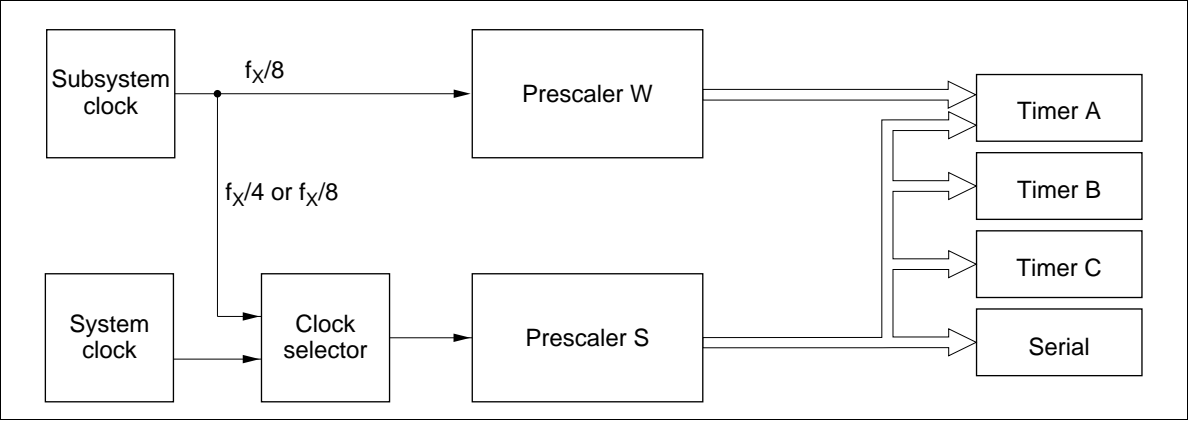 Subsystem
clock
fX/8
Prescaler W
Timer A
fX/4 or fX/8
Timer B
Timer C
System
clock
Clock
selector
Prescaler S
Serial